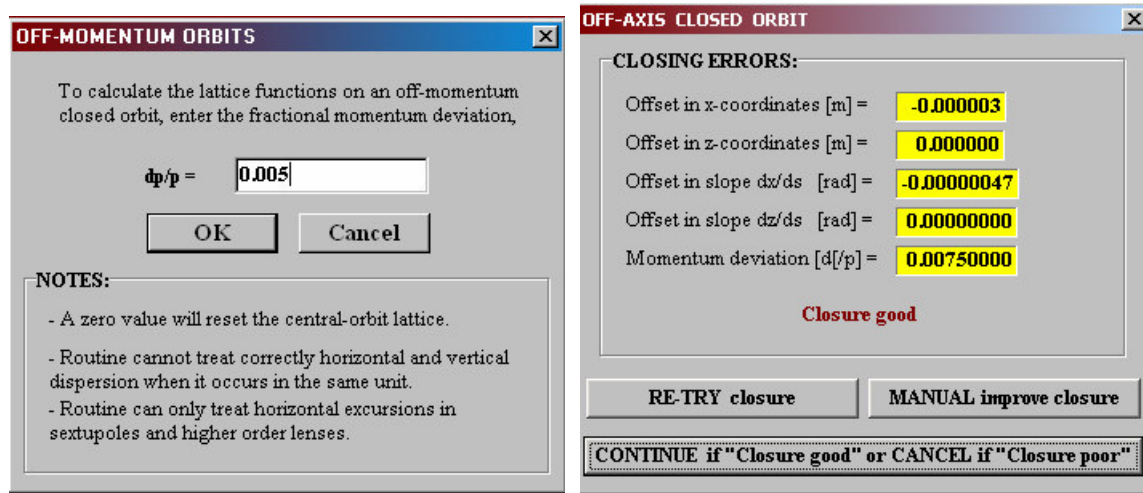 OFF-MOMENTUM ORBITS
To calculate the lattice functions on an off-momentum
closed orbit, enter the fractional momentum deviation,
dp/p = 0.005
OK Cancel
NOTES:
- A zero value will reset the central-orbit lattice.
- Routine cannot treat correctly horizontal and vertical
dispersion when it occurs in the same unit.
- Routine can only treat horizontal excursions in
sextupoles and higher order lenses.
OFF-AXIS CLOSED ORBIT
CLOSING ERRORS:
Offset in x-coordinates [m] = -0.000003
Offset in z-coordinates [m] = 0.000000
Offset in slope dx/ds [rad] = -0.00000047
Offset in slope dz/ds [rad] = 0.00000000
Momentum deviation [d[/p] = 0.00750000
Closure good
RE-TRY closure MANUAL improve closure
CONTINUE if "Closure good" or CANCEL if "Closure poor"